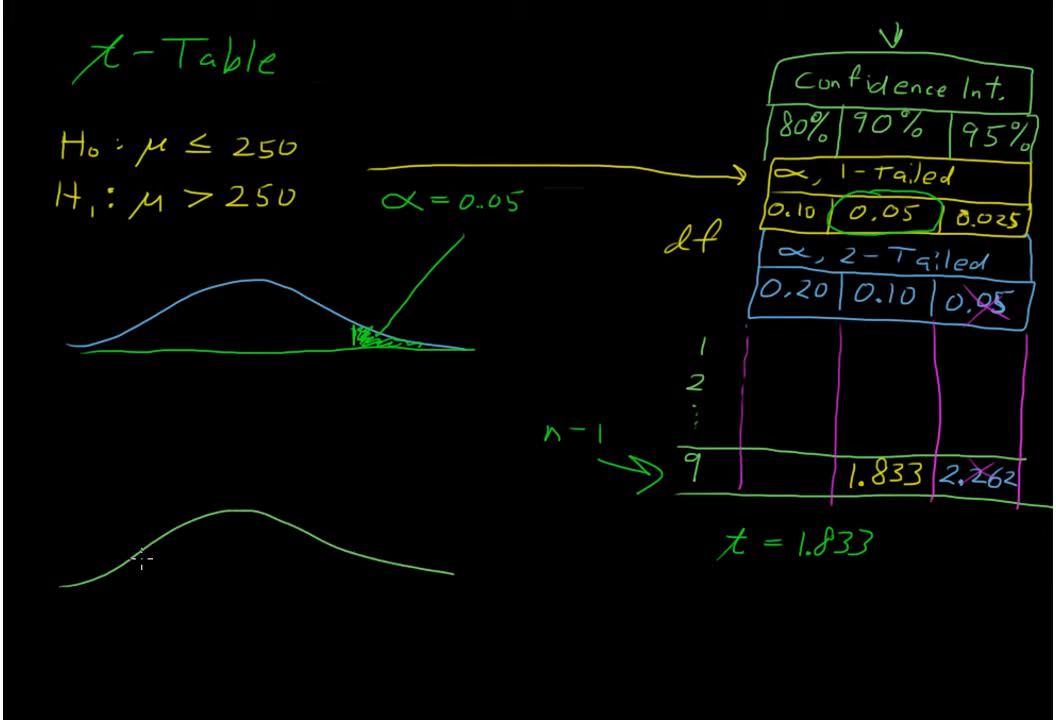 t-Table
H₀: μ ≤ 250
H₁: μ > 250
α = 0.05
Confidence Int.
80% 90% 95%
α, 1-Tailed
0.10 0.05 0.025
df
α, 2-Tailed
0.20 0.10 0.05
1
2
⋮
n-1
9 1.833 2.262
t = 1.833